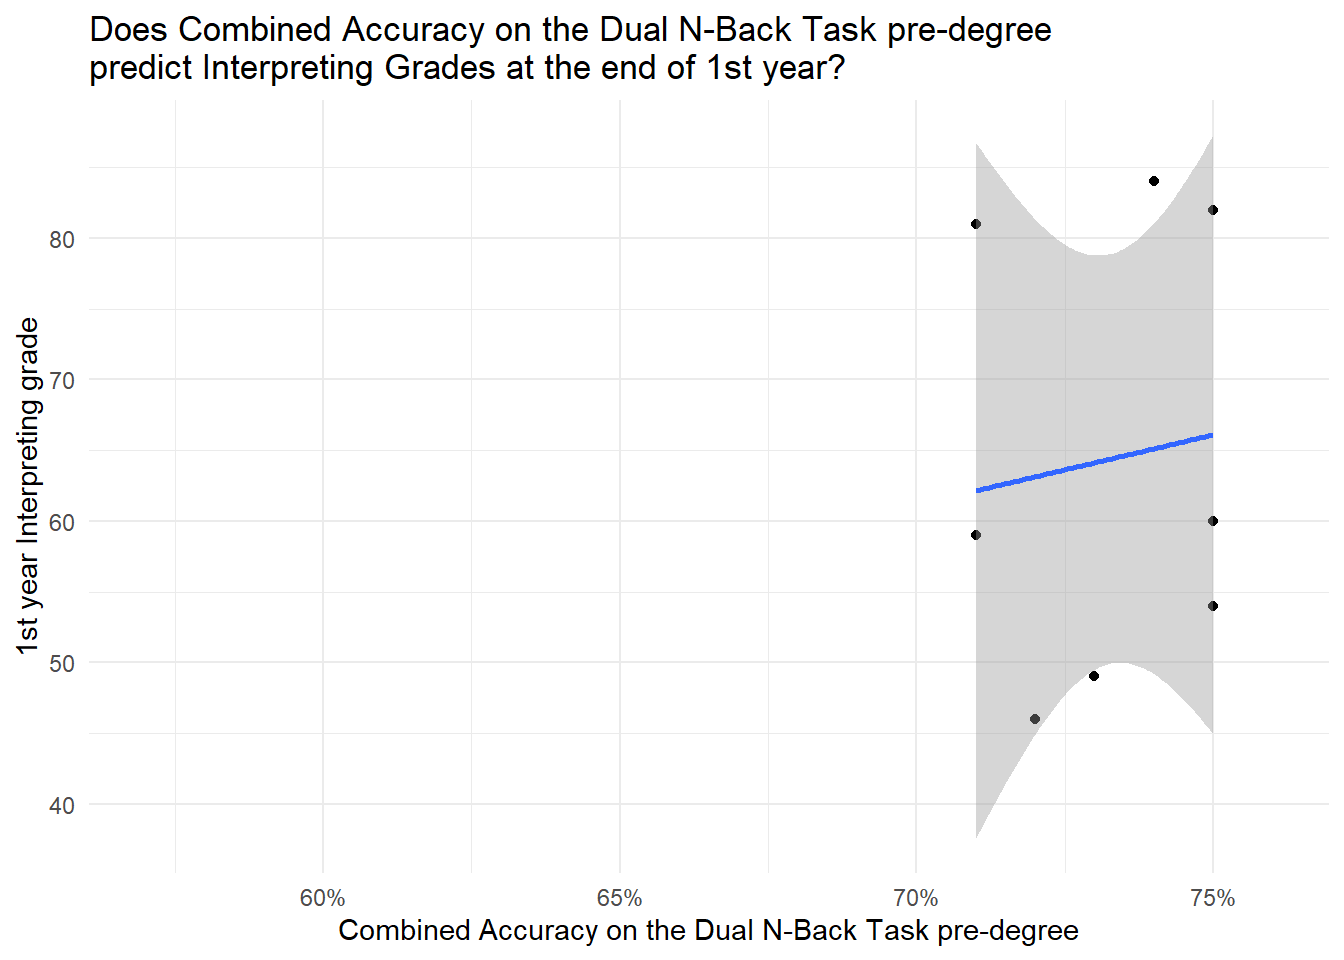 Does Combined Accuracy on the Dual N-Back Task pre-degree
predict Interpreting Grades at the end of 1st year?
1st year Interpreting grade
80
70
60
50
40
60%
65%
70%
75%
Combined Accuracy on the Dual N-Back Task pre-degree